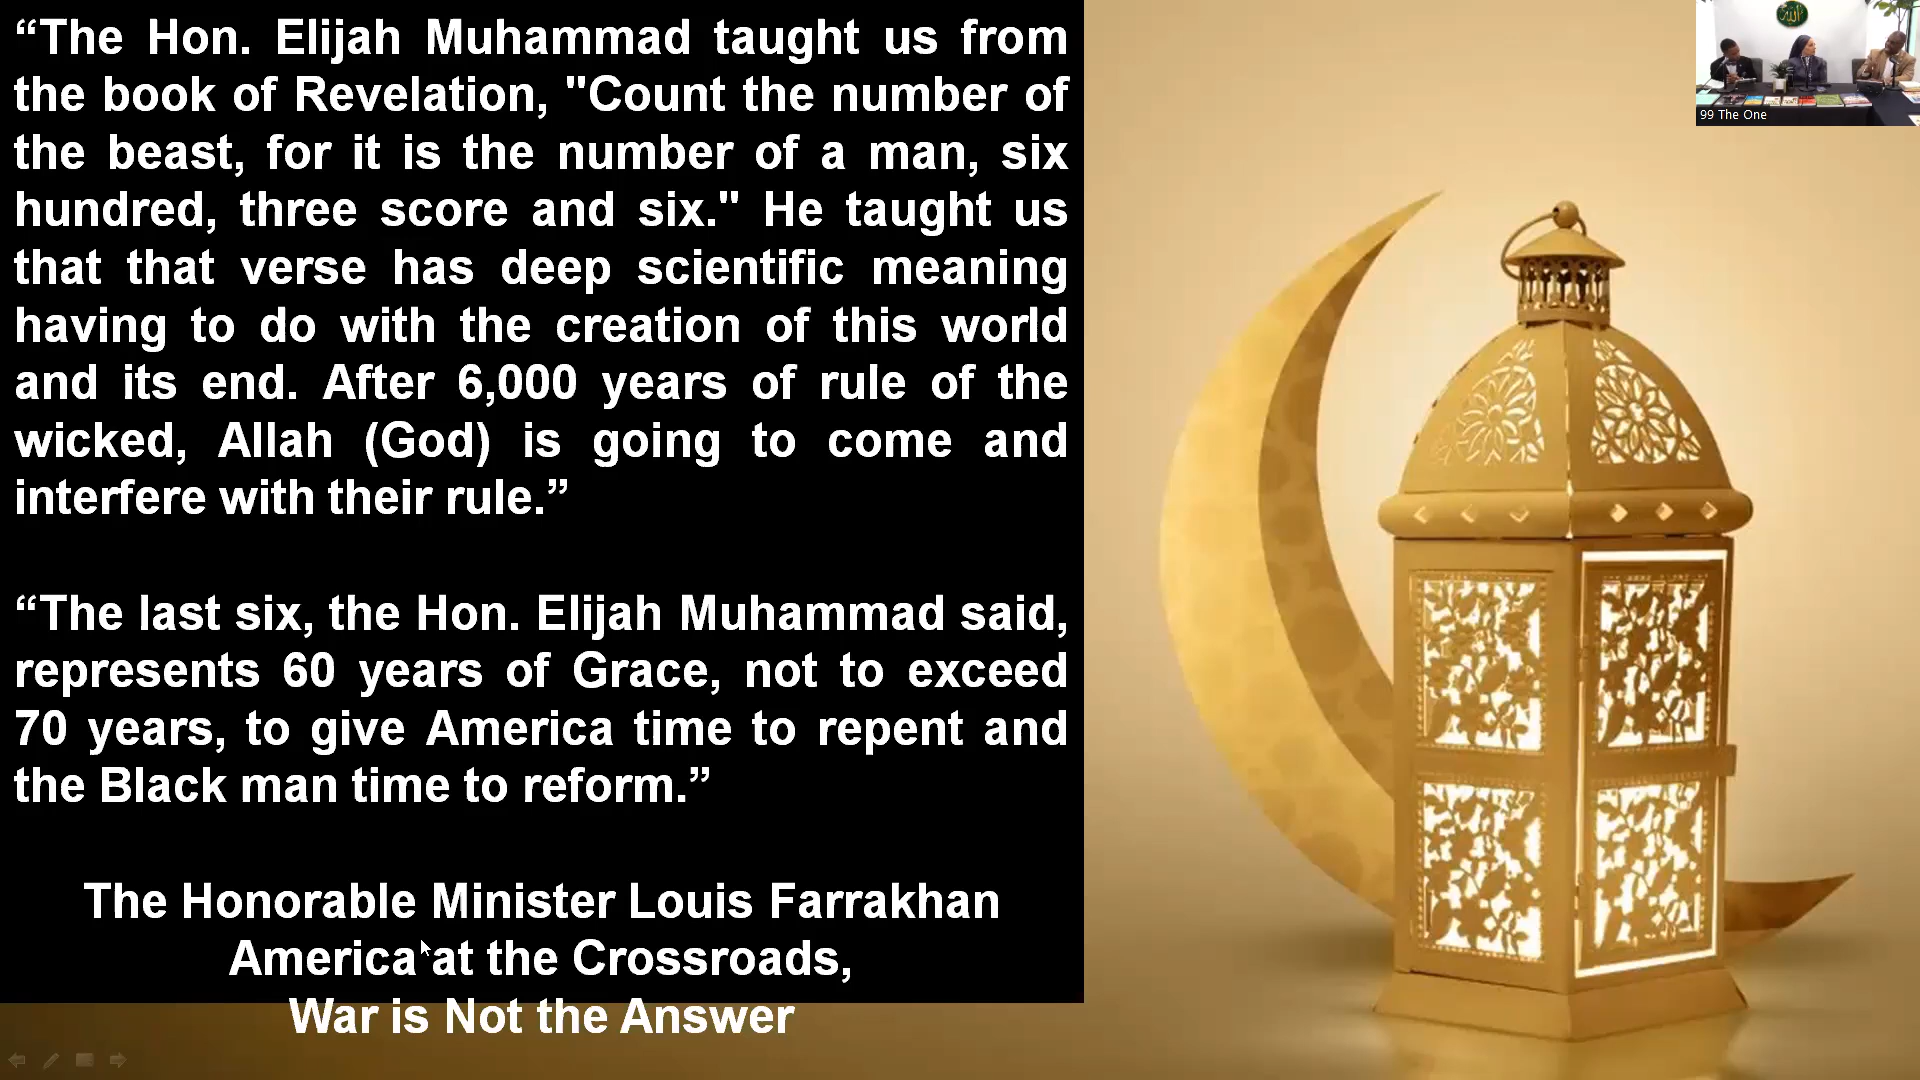 “The Hon. Elijah Muhammad taught us from
the book of Revelation, "Count the number of
the beast, for it is the number of a man, six
hundred, three score and six." He taught us
that that verse has deep scientific meaning
having to do with the creation of this world
and its end. After 6,000 years of rule of the
wicked, Allah (God) is going to come and
interfere with their rule.”
“The last six, the Hon. Elijah Muhammad said,
represents 60 years of Grace, not to exceed
70 years, to give America time to repent and
the Black man time to reform.”
The Honorable Minister Louis Farrakhan
America at the Crossroads,
War is Not the Answer
99 The One